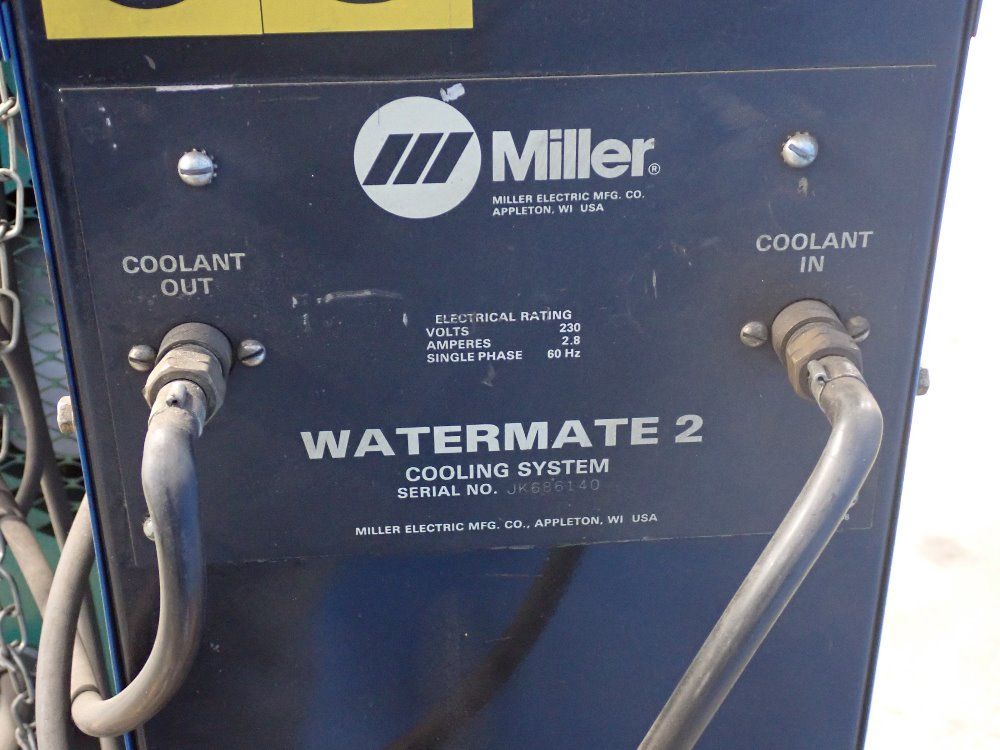 Miller®
MILLER ELECTRIC MFG. CO.
APPLETON, WI USA
COOLANT
OUT
COOLANT
IN
ELECTRICAL RATING
VOLTS 230
AMPERES 2.8
SINGLE PHASE 60 Hz
WATERMATE 2
COOLING SYSTEM
SERIAL NO. JK686140
MILLER ELECTRIC MFG. CO., APPLETON, WI USA